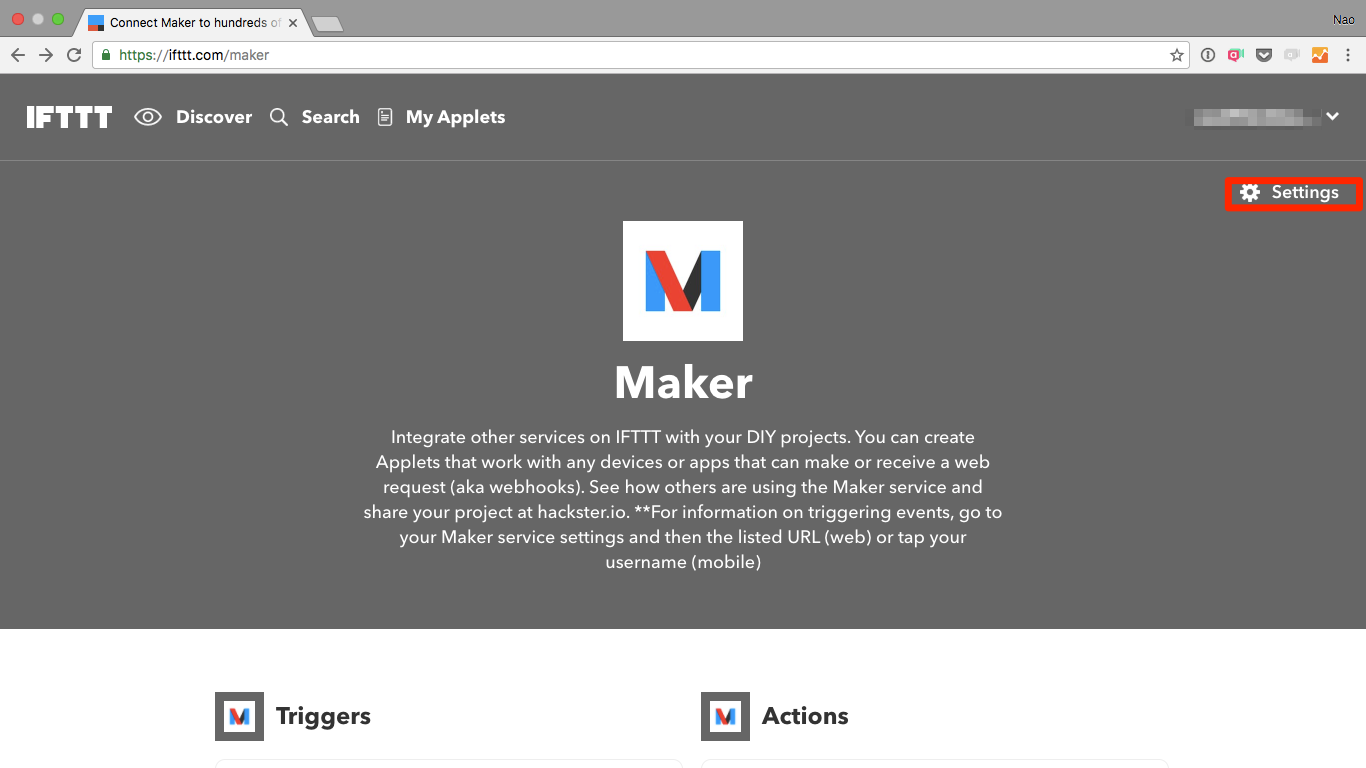 Connect Maker to hundreds of
Nao
https://ifttt.com/maker
IFTTT
Discover
Search
My Applets
Settings
Maker
Integrate other services on IFTTT with your DIY projects. You can create
Applets that work with any devices or apps that can make or receive a web
request (aka webhooks). See how others are using the Maker service and
share your project at hackster.io. **For information on triggering events, go to
your Maker service settings and then the listed URL (web) or tap your
username (mobile)
Triggers
Actions